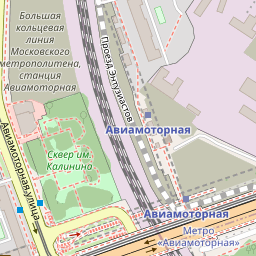 Большая
кольцевая
линия
Московского
метрополитена,
станция
Авиамоторная
Проезд Энтузиастов
Авиамоторная
Сквер им.
Калинина
Авиамоторная улица
Авиамоторная
Метро
«Авиамоторная»